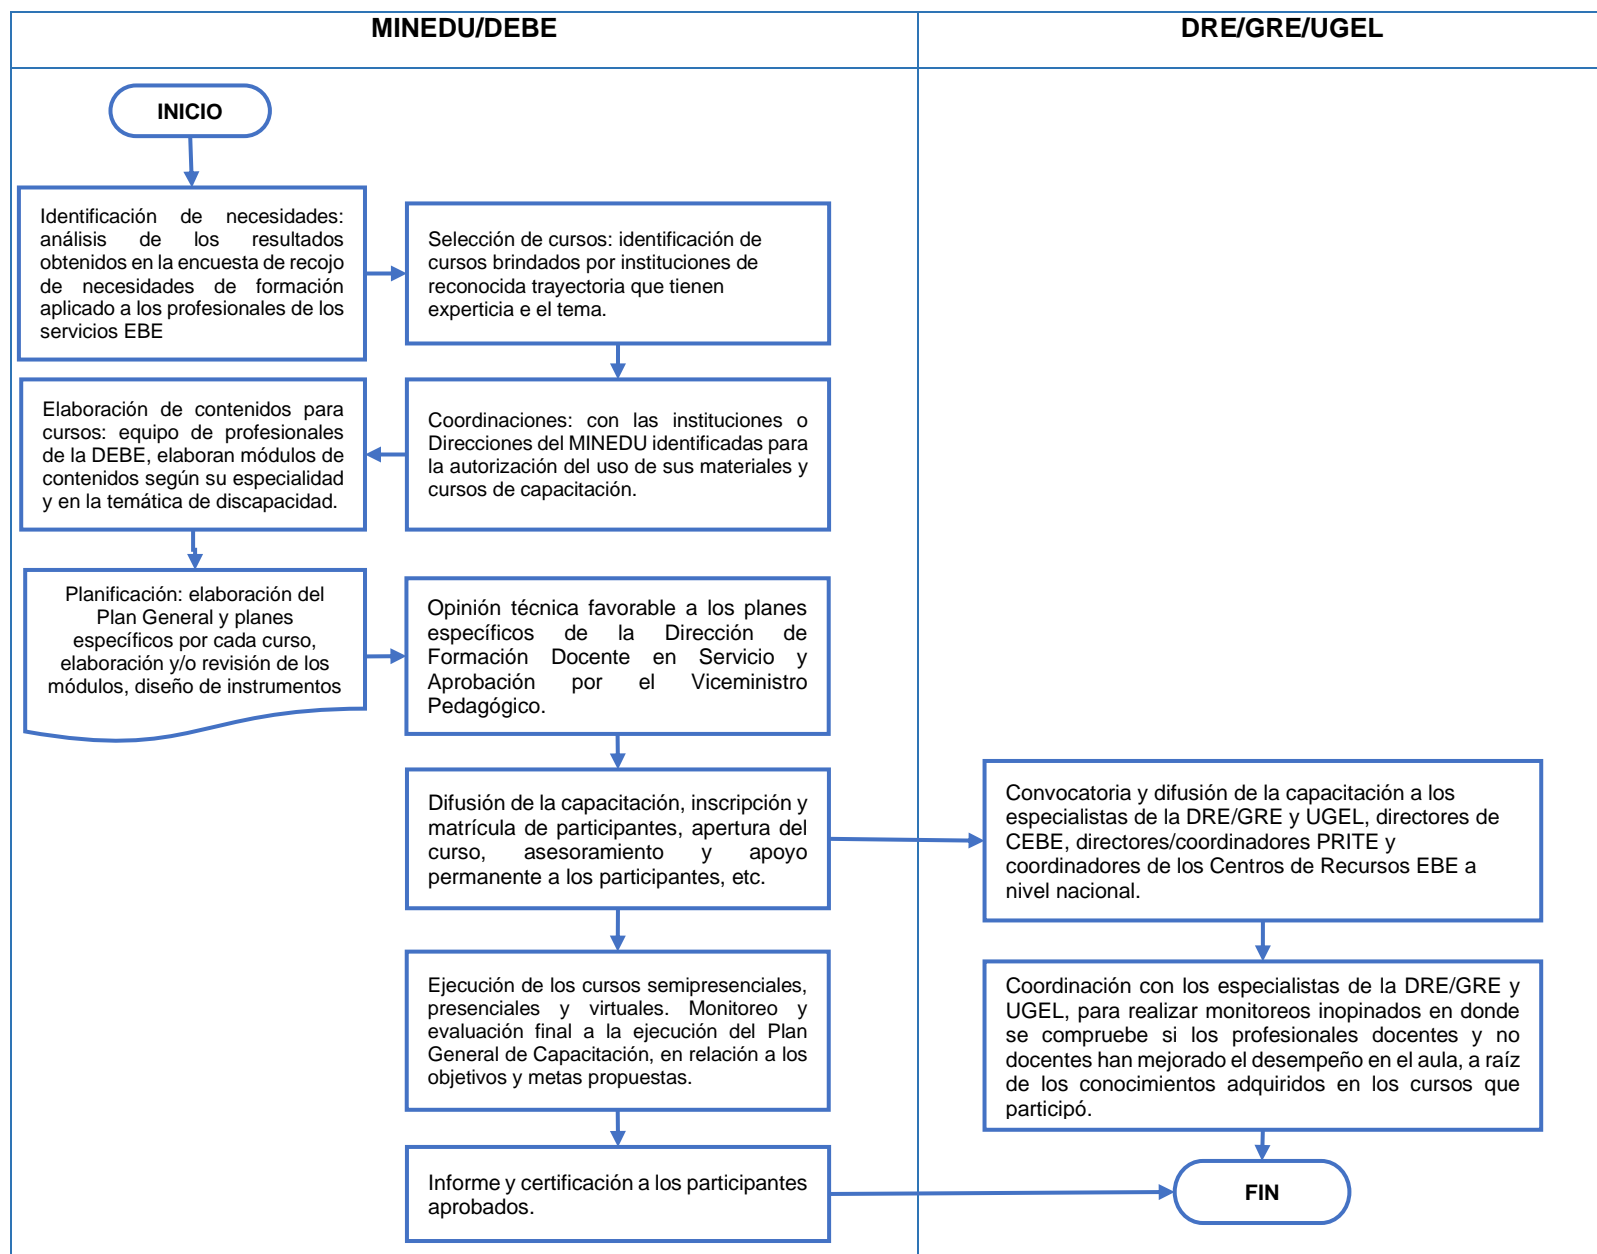 MINEDU/DEBE
DRE/GRE/UGEL
INICIO
Identificación de necesidades:
análisis de los resultados
obtenidos en la encuesta de recojo
de necesidades de formación
aplicado a los profesionales de los
servicios EBE
Selección de cursos: identificación de
cursos brindados por instituciones de
reconocida trayectoria que tienen
experticia e el tema.
Elaboración de contenidos para
cursos: equipo de profesionales
de la DEBE, elaboran módulos de
contenidos según su especialidad
y en la temática de discapacidad.
Coordinaciones: con las instituciones o
Direcciones del MINEDU identificadas para
la autorización del uso de sus materiales y
cursos de capacitación.
Planificación: elaboración del
Plan General y planes
específicos por cada curso,
elaboración y/o revisión de los
módulos, diseño de instrumentos
Opinión técnica favorable a los planes
específicos de la Dirección de
Formación Docente en Servicio y
Aprobación por el Viceministro
Pedagógico.
Difusión de la capacitación, inscripción y
matrícula de participantes, apertura del
curso, asesoramiento y apoyo
permanente a los participantes, etc.
Convocatoria y difusión de la capacitación a los
especialistas de la DRE/GRE y UGEL, directores de
CEBE, directores/coordinadores PRITE y
coordinadores de los Centros de Recursos EBE a
nivel nacional.
Ejecución de los cursos semipresenciales,
presenciales y virtuales. Monitoreo y
evaluación final a la ejecución del Plan
General de Capacitación, en relación a los
objetivos y metas propuestas.
Coordinación con los especialistas de la DRE/GRE y
UGEL, para realizar monitoreos inopinados en donde
se compruebe si los profesionales docentes y no
docentes han mejorado el desempeño en el aula, a raíz
de los conocimientos adquiridos en los cursos que
participó.
Informe y certificación a los participantes
aprobados.
FIN